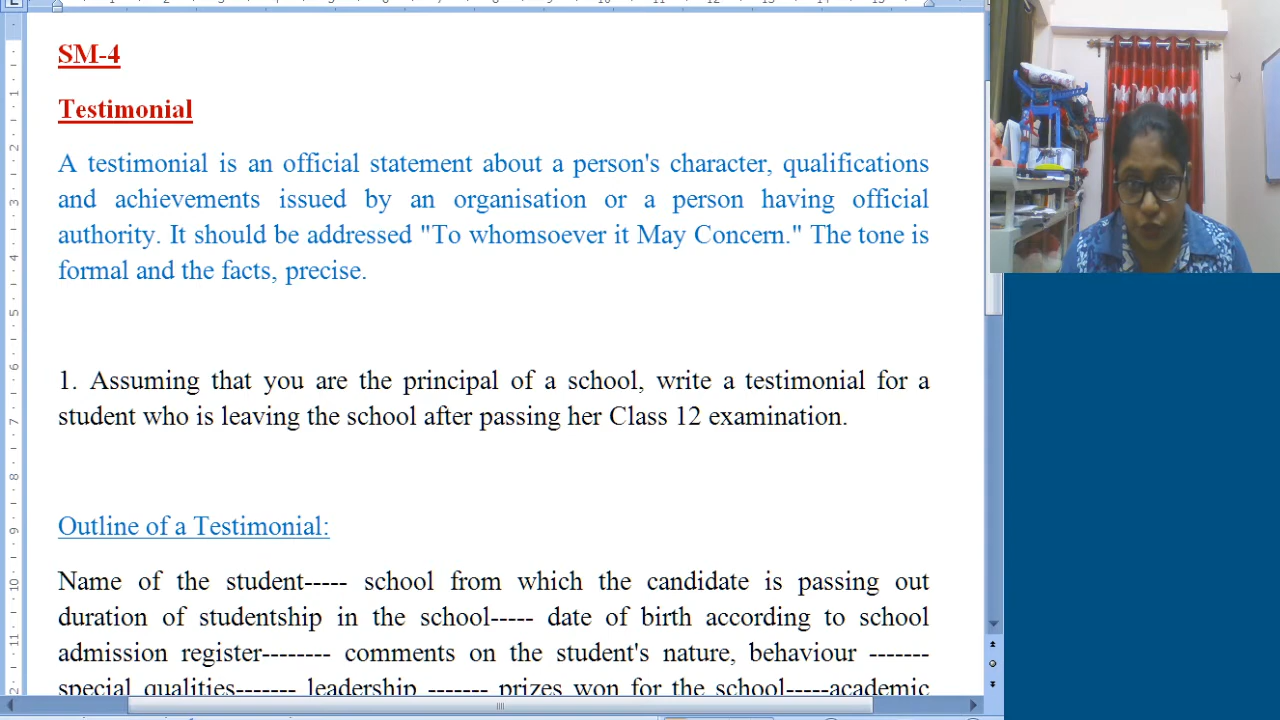 SM-4
Testimonial
A testimonial is an official statement about a person's character, qualifications
and achievements issued by an organisation or a person having official
authority. It should be addressed "To whomsoever it May Concern." The tone is
formal and the facts, precise.
1. Assuming that you are the principal of a school, write a testimonial for a
student who is leaving the school after passing her Class 12 examination.
Outline of a Testimonial:
Name of the student----- school from which the candidate is passing out
duration of studentship in the school----- date of birth according to school
admission register-------- comments on the student's nature, behaviour -------
special qualities------- leadership ------- prizes won for the school-----academic